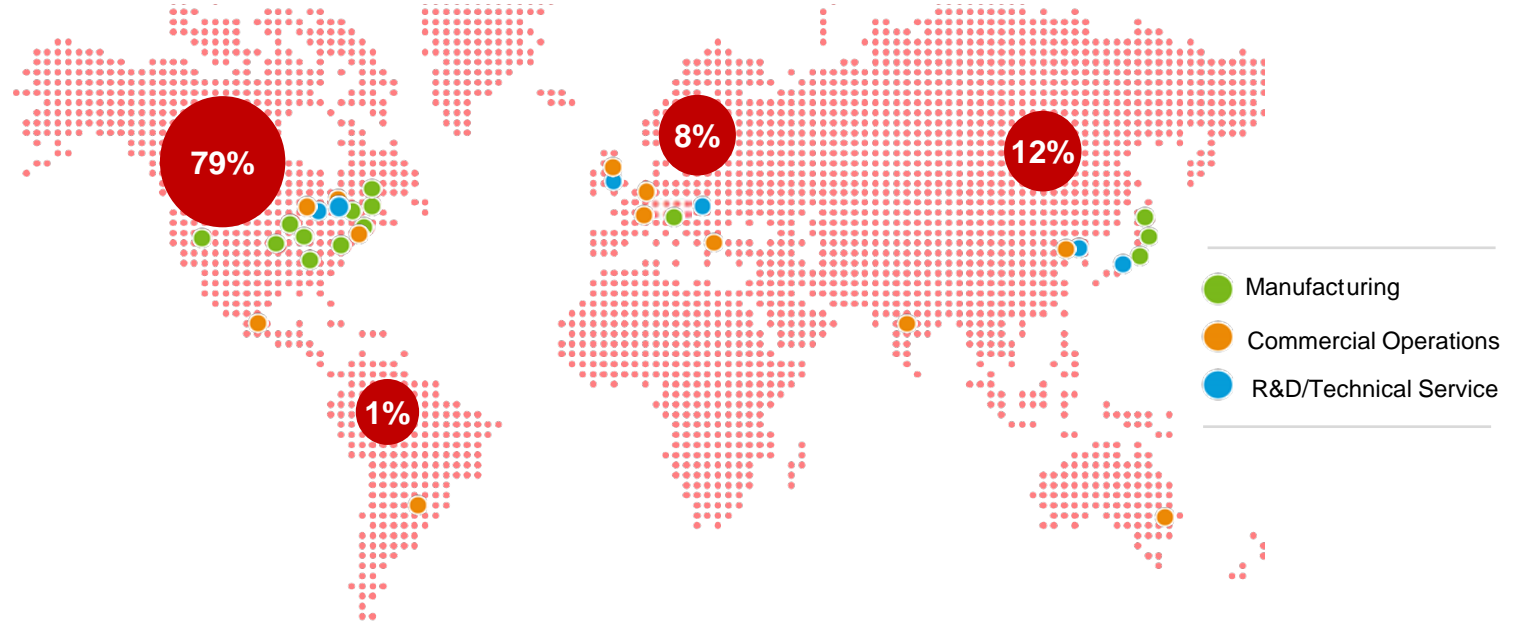 79%
8%
12%
1%
Manufacturing
Commercial Operations
R&D/Technical Service